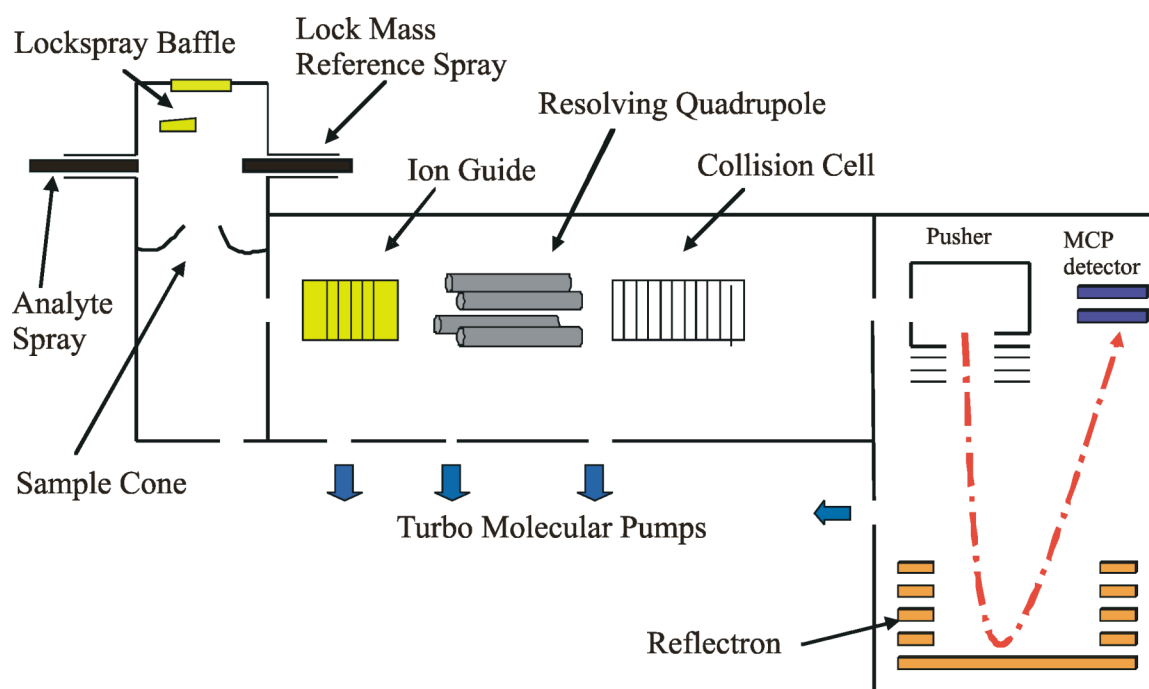 Lockspray Baffle
Lock Mass
Reference Spray
Resolving Quadrupole
Ion Guide
Collision Cell
Pusher
MCP
detector
Analyte
Spray
Sample Cone
Turbo Molecular Pumps
Reflectron